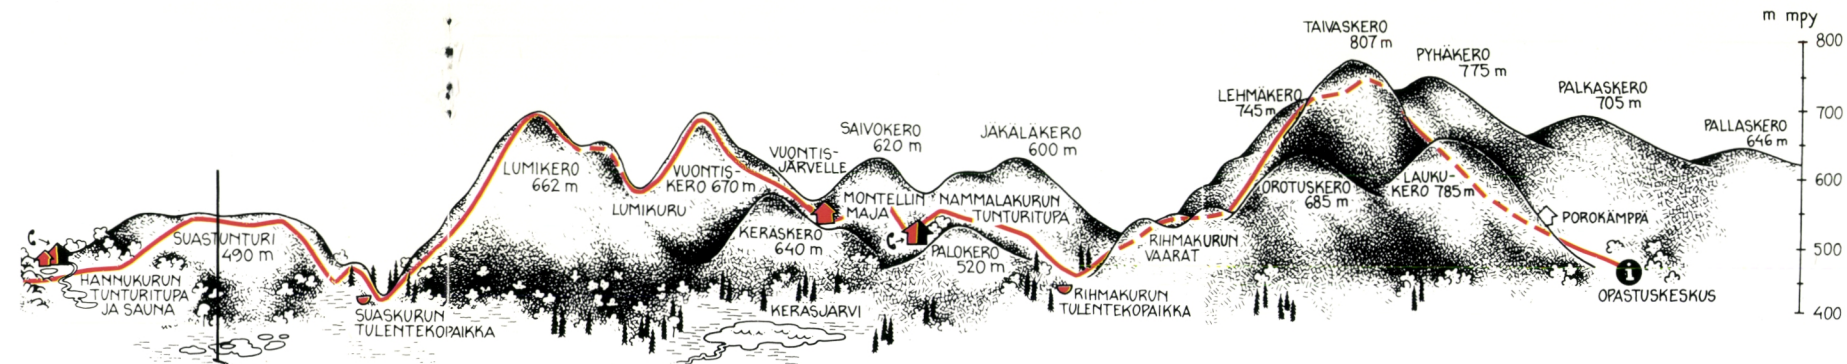 HANNUKURUN
TUNTURITUPA
JA SAUNA
SUASTUNTURI
490 m
SUASKURUN
TULENTEKOPAIKKA
LUMIKERO
662 m
LUMIKURU
VUONTIS-
KERO 670 m
VUONTIS-
JÄRVELLE
KERASKERO
640 m
KERASJÄRVI
SAIVOKERO
620 m
MONTELLIN
MAJA
NAMMALAKURUN
TUNTURITUPA
PALOKERO
520 m
JÄKÄLÄKERO
600 m
RIHMAKURUN
TULENTEKOPAIKKA
RIHMAKURUN
VAARAT
LEHMÄKERO
745 m
OROTUSKERO
685 m
TAIVASKERO
807 m
LAUKU-
KERO 785 m
PYHÄKERO
775 m
POROKÄMPPÄ
i
OPASTUSKESKUS
PALKASKERO
705 m
PALLASKERO
646 m
m mpy
800
700
600
500
400